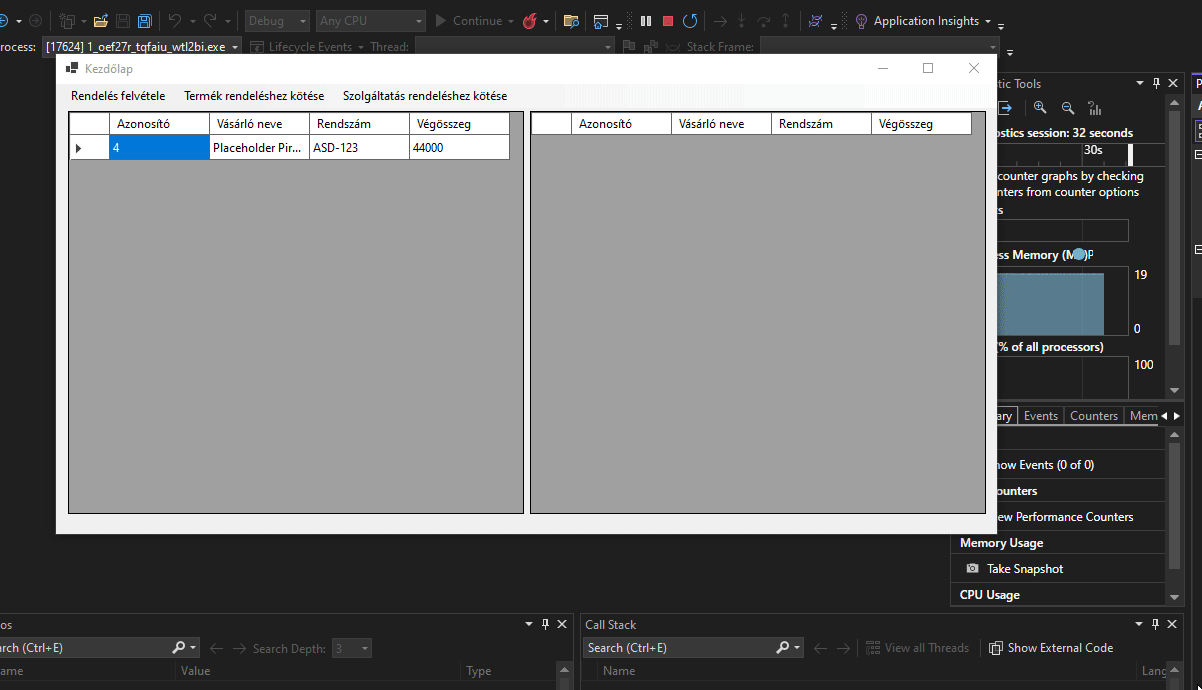 Debug
Any CPU
Continue
Application Insights
rocess:
[17624] 1_oef27r_tqfaiu_wtl2bi.exe
Lifecycle Events
Thread:
Stack Frame:
Kezdőlap
Rendelés felvétele Termék rendeléshez kötése Szolgáltatás rendeléshez kötése
Azonosító Vásárló neve Rendszám Végösszeg
4 Placeholder Pir... ASD-123 44000
Azonosító Vásárló neve Rendszám Végösszeg
tic Tools
ostics session: 32 seconds
30s
counter graphs by checking
nters from counter options
ts
ss Memory (M
)P
19
0
(% of all processors)
100
ary Events Counters Mem
how Events (0 of 0)
ounters
ew Performance Counters
Memory Usage
Take Snapshot
CPU Usage
os
rch (Ctrl+E)
Search Depth: 3
ame Value Type
Call Stack
Search (Ctrl+E)
View all Threads
Show External Code
Name Lang